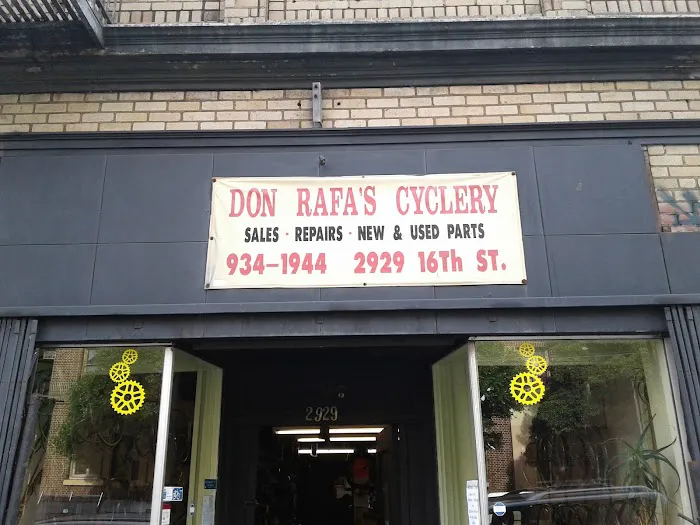 DON RAFA'S CYCLERY
SALES · REPAIRS · NEW & USED PARTS
934-1944 2929 16Th ST.
2929